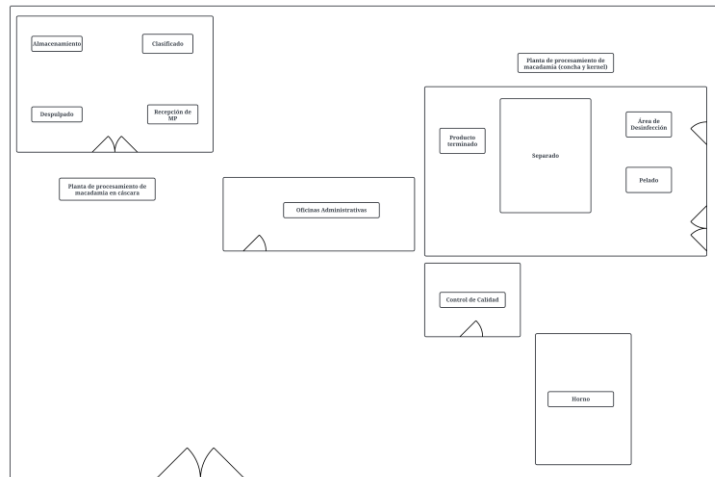 Almacenamiento
Clasificado
Despulpado
Recepción de
MP
Planta de procesamiento de
macadamia en cáscara
Oficinas Administrativas
Planta de procesamiento de
macadamia (concha y kernel)
Producto
terminado
Separado
Área de
Desinfección
Pelado
Control de Calidad
Horno